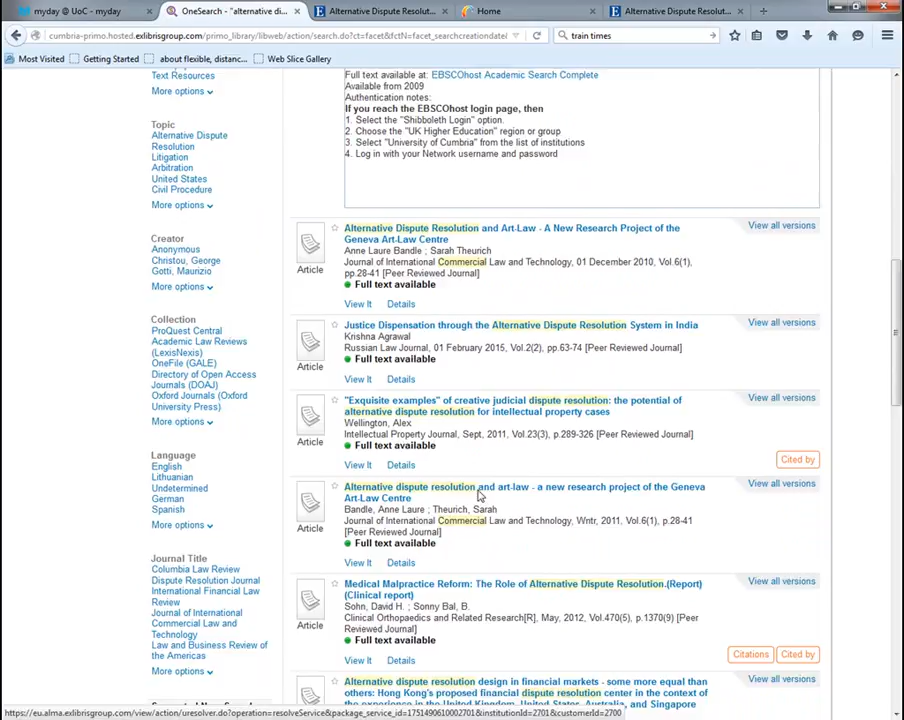 myday @ UoC - myday
OneSearch - "alternative di...
Alternative Dispute Resolut...
Home
Alternative Dispute Resolut...
cumbria-primo.hosted.exlibrisgroup.com/primo_library/libweb/action/search.do?ct=facet&fctN=facet_searchcreationdate
train times
Most Visited
Getting Started
about flexible, distanc...
Web Slice Gallery
Text Resources
More options
Topic
Alternative Dispute
Resolution
Litigation
Arbitration
United States
Civil Procedure
More options
Creator
Anonymous
Christou, George
Gotti, Maurizio
More options
Collection
ProQuest Central
Academic Law Reviews
(LexisNexis)
OneFile (GALE)
Directory of Open Access
Journals (DOAJ)
Oxford Journals (Oxford
University Press)
More options
Language
English
Lithuanian
Undetermined
German
Spanish
More options
Journal Title
Columbia Law Review
Dispute Resolution Journal
International Financial Law
Review
Journal of International
Commercial Law and
Technology
Law and Business Review of
the Americas
More options
Full text available at: EBSCOhost Academic Search Complete
Available from 2009
Authentication notes:
If you reach the EBSCOhost login page, then
1. Select the "Shibboleth Login" option.
2. Choose the "UK Higher Education" region or group
3. Select "University of Cumbria" from the list of institutions
4. Log in with your Network username and password
Article
Alternative Dispute Resolution and Art-Law - A New Research Project of the
Geneva Art-Law Centre
Anne Laure Bandle ; Sarah Theurich
Journal of International Commercial Law and Technology, 01 December 2010, Vol.6(1),
pp.28-41 [Peer Reviewed Journal]
Full text available
View It Details
View all versions
Article
Justice Dispensation through the Alternative Dispute Resolution System in India
Krishna Agrawal
Russian Law Journal, 01 February 2015, Vol.2(2), pp.63-74 [Peer Reviewed Journal]
Full text available
View It Details
View all versions
Article
"Exquisite examples" of creative judicial dispute resolution: the potential of
alternative dispute resolution for intellectual property cases
Wellington, Alex
Intellectual Property Journal, Sept, 2011, Vol.23(3), p.289-326 [Peer Reviewed Journal]
Full text available
View It Details
View all versions
Cited by
Article
Alternative dispute resolution and art-law - a new research project of the Geneva
Art-Law Centre
Bandle, Anne Laure ; Theurich, Sarah
Journal of International Commercial Law and Technology, Wntr, 2011, Vol.6(1), p.28-41
[Peer Reviewed Journal]
Full text available
View It Details
View all versions
Article
Medical Malpractice Reform: The Role of Alternative Dispute Resolution.(Report)
(Clinical report)
Sohn, David H. ; Sonny Bal, B.
Clinical Orthopaedics and Related Research[R], May, 2012, Vol.470(5), p.1370(9) [Peer
Reviewed Journal]
Full text available
View It Details
View all versions
Citations
Cited by
Alternative dispute resolution design in financial markets - some more equal than
others: Hong Kong's proposed financial dispute resolution center in the context of
the experience in the United Kingdom, United States, Australia, and Singapore
View all versions
https://eu.alma.exlibrisgroup.com/view/action/uresolver.do?operation=resolveService&package_service_id=1751490610002701&institutionId=2701&customerId=2700